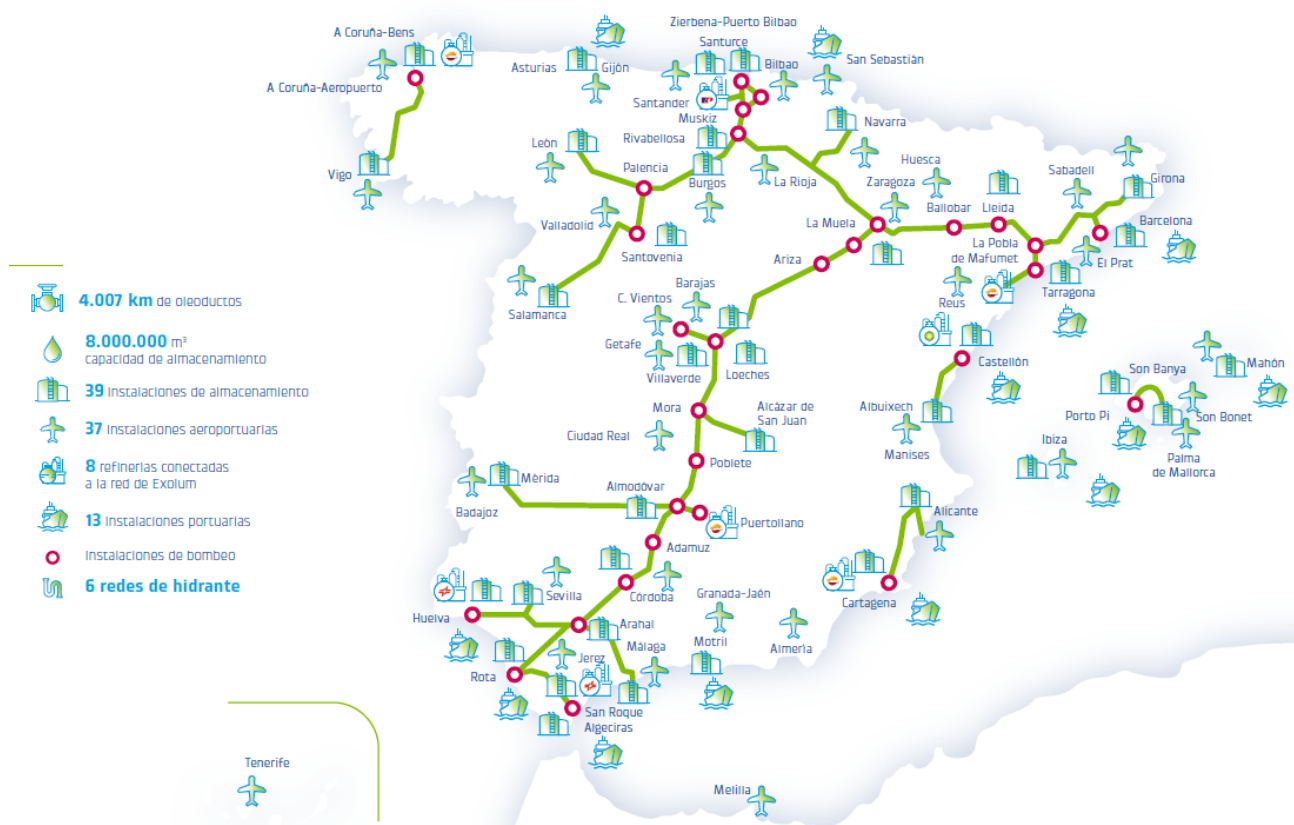 Zierbena-Puerto Bilbao
A Coruña-Bens
Santurce
Bilbao
San Sebastián
Asturias
Gijón
A Coruña-Aeropuerto
Santander
Muskiz
Navarra
León
Rivabellosa
Palencia
Vigo
Burgos
La Rioja
Huesca
Zaragoza
Sabadell
Girona
Valladolid
La Muela
Ballobar
Lleida
Barcelona
Santovenia
Ariza
La Pobla
de Mafumet
El Prat
Salamanca
Barajas
C. Vientos
Reus
Tarragona
Getafe
Villaverde
Loeches
Castellón
Son Banya
Mahón
Mora
Alcázar de
San Juan
Albuixech
Porto Pi
Son Bonet
Ciudad Real
Manises
Ibiza
Palma
de Mallorca
Poblete
Mérida
Almodóvar
Badajoz
Puertollano
Alicante
Adamuz
Sevilla
Córdoba
Granada-Jaén
Cartagena
Huelva
Arahal
Málaga
Motril
Almería
Jerez
Rota
San Roque
Algeciras
Tenerife
Melilla
4.007 km de oleoductos
8.000.000 m³
capacidad de almacenamiento
39 Instalaciones de almacenamiento
37 Instalaciones aeroportuarias
8 refinerías conectadas
a la red de Exolum
13 Instalaciones portuarias
Instalaciones de bombeo
6 redes de hidrante